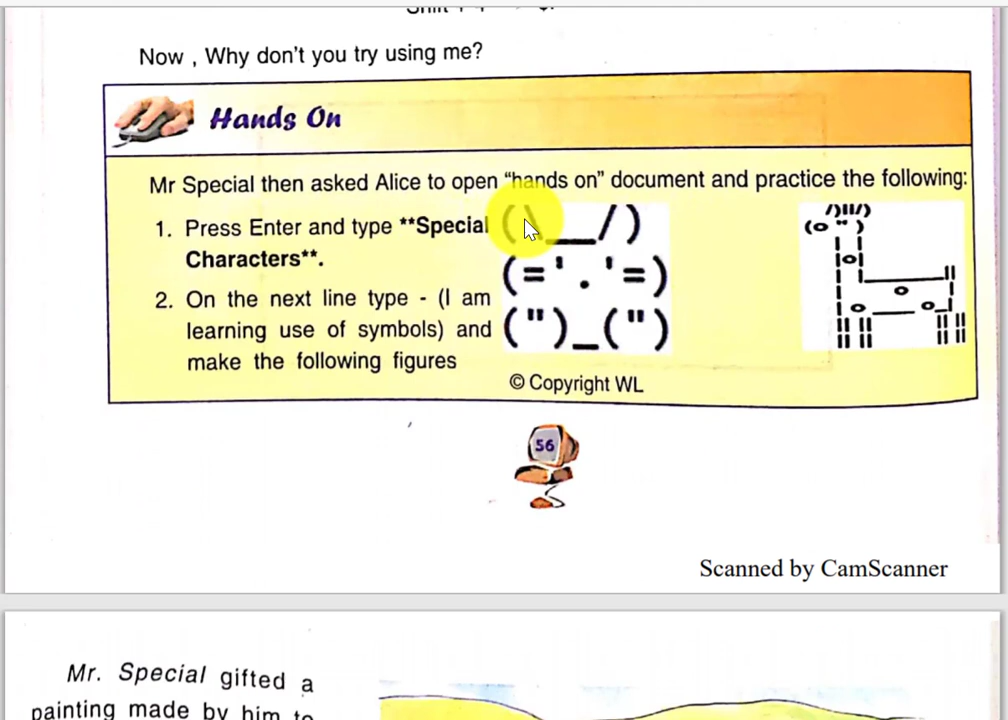 Now , Why don't you try using me?
Hands On
Mr Special then asked Alice to open “hands on” document and practice the following:
1. Press Enter and type **Special
Characters**.
2. On the next line type - (I am
learning use of symbols) and
make the following figures
(\__/)
(='.'=)
(")_(")
/)II/)
(o " )
© Copyright WL
56
Scanned by CamScanner
Mr. Special gifted a
painting made by him to